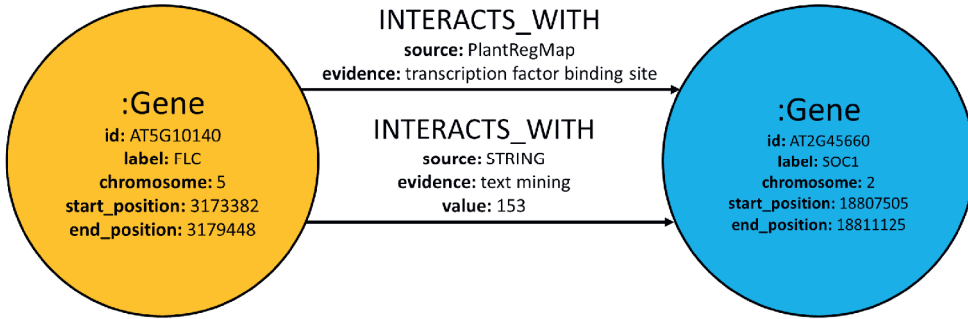 :Gene
id: AT5G10140
label: FLC
chromosome: 5
start_position: 3173382
end_position: 3179448
INTERACTS_WITH
source: PlantRegMap
evidence: transcription factor binding site
INTERACTS_WITH
source: STRING
evidence: text mining
value: 153
:Gene
id: AT2G45660
label: SOC1
chromosome: 2
start_position: 18807505
end_position: 18811125